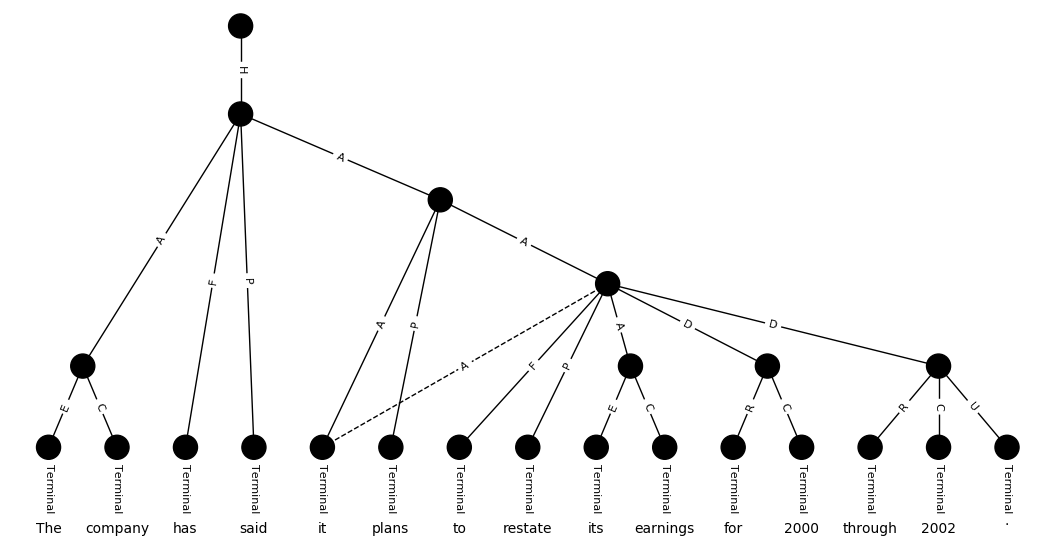 H
A
A
F
P
A
A
P
A
F
P
A
D
D
E
C
E
C
R
C
R
C
U
Terminal Terminal Terminal Terminal Terminal Terminal Terminal Terminal Terminal Terminal Terminal Terminal Terminal Terminal Terminal
The company has said it plans to restate its earnings for 2000 through 2002 .